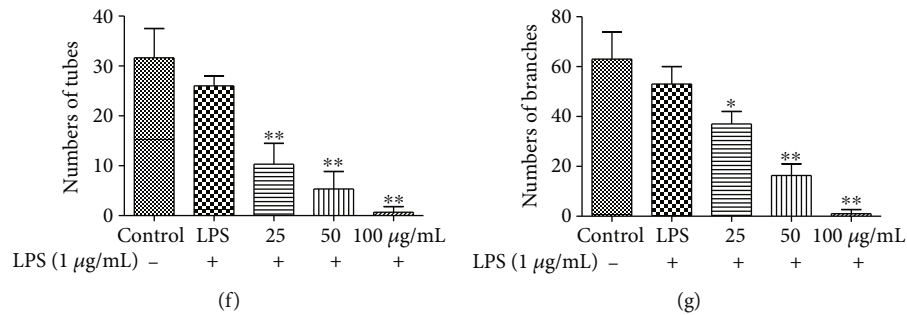 Numbers of tubes
40
30
20
10
0
**
**
**
Control LPS 25 50 100 μg/mL
LPS (1 μg/mL) – + + + +
(f)
Numbers of branches
80
60
40
20
0
*
**
**
Control LPS 25 50 100 μg/mL
LPS (1 μg/mL) – + + + +
(g)